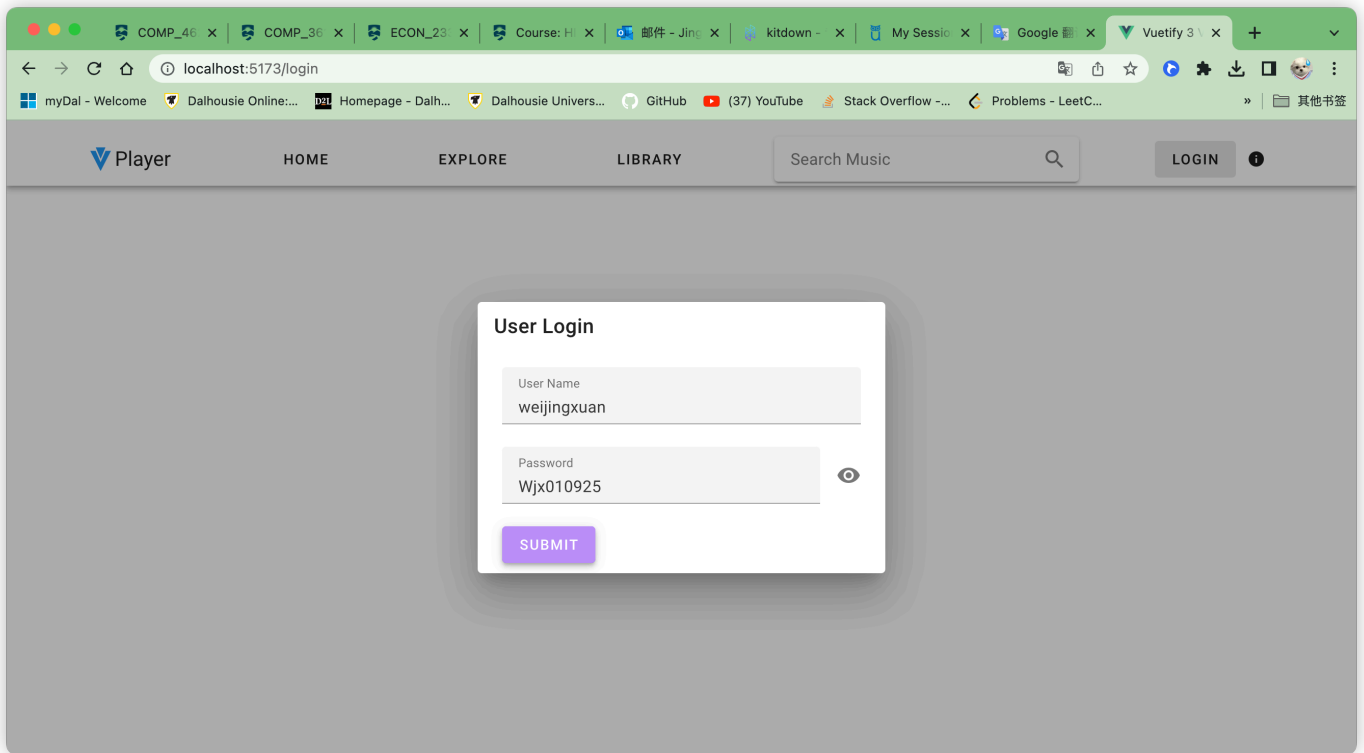 COMP_46 COMP_36 ECON_23 Course: H 邮件 - Jing kitdown - My Sessio Google 翻 Vuetify 3
localhost:5173/login
myDal - Welcome Dalhousie Online:... D2L Homepage - Dalh... Dalhousie Univers... GitHub (37) YouTube Stack Overflow -... Problems - LeetC... » 其他书签
Player HOME EXPLORE LIBRARY Search Music LOGIN
User Login
User Name
weijingxuan
Password
Wjx010925
SUBMIT